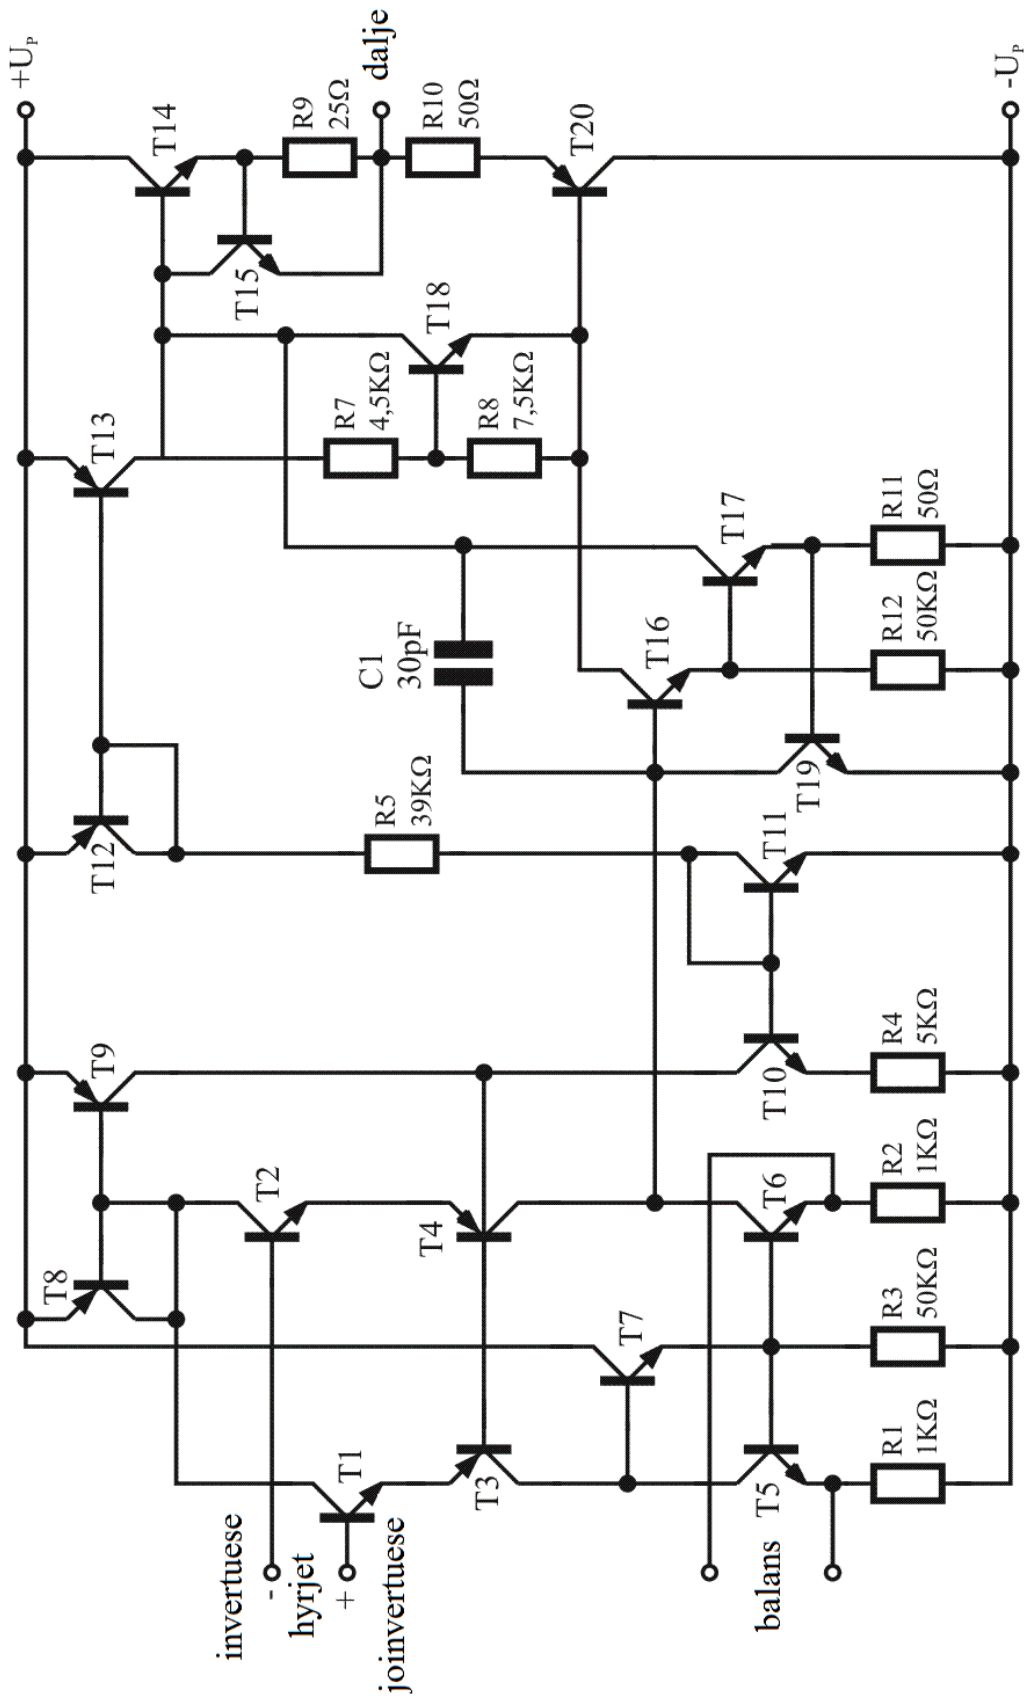 +U_P
T14
R9
25Ω
dalje
R10
50Ω
T20
-U_P
T15
T18
R7
4,5KΩ
R8
7,5KΩ
T13
T17
R11
50Ω
C1
30pF
T16
R12
50KΩ
T12
R5
39KΩ
T19
T11
T9
T10
R4
5KΩ
T8
T2
T4
T6
R2
1KΩ
T7
R3
50KΩ
T1
T3
T5
R1
1KΩ
invertuese
-
hyrjet
+
joinvertuese
balans